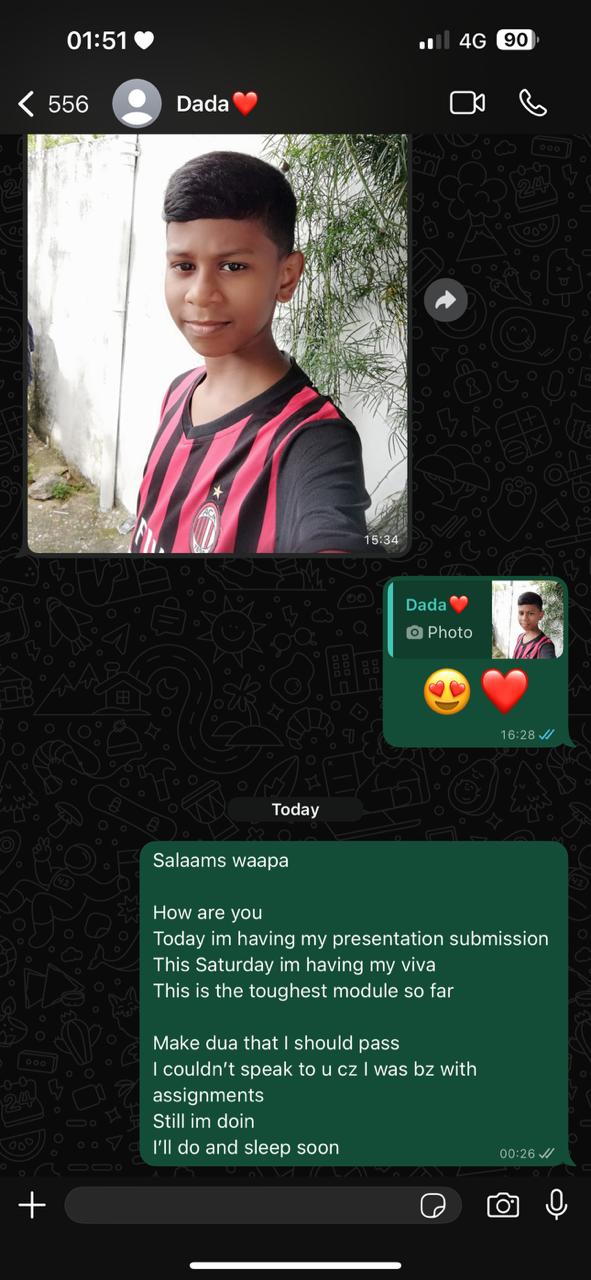 01:51
4G
90
556
Dada❤️
15:34
Dada❤️
Photo
😍❤️
16:28
Today
Salaams waapa
How are you
Today im having my presentation submission
This Saturday im having my viva
This is the toughest module so far
Make dua that I should pass
I couldn't speak to u cz I was bz with
assignments
Still im doin
I'll do and sleep soon
00:26